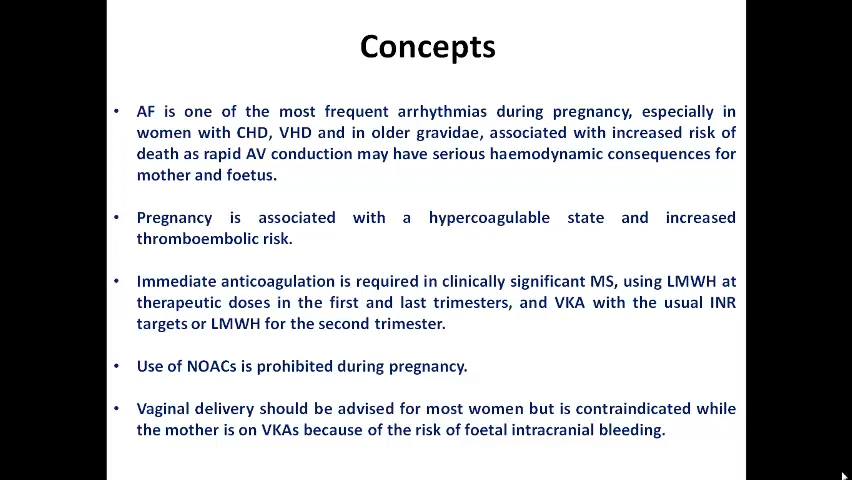 Concepts
• AF is one of the most frequent arrhythmias during pregnancy, especially in
women with CHD, VHD and in older gravidae, associated with increased risk of
death as rapid AV conduction may have serious haemodynamic consequences for
mother and foetus.
• Pregnancy is associated with a hypercoagulable state and increased
thromboembolic risk.
• Immediate anticoagulation is required in clinically significant MS, using LMWH at
therapeutic doses in the first and last trimesters, and VKA with the usual INR
targets or LMWH for the second trimester.
• Use of NOACs is prohibited during pregnancy.
• Vaginal delivery should be advised for most women but is contraindicated while
the mother is on VKAs because of the risk of foetal intracranial bleeding.